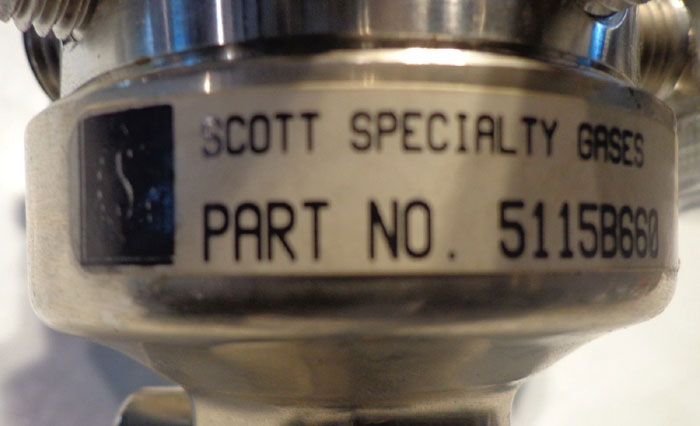 SCOTT SPECIALTY GASES
PART NO. 5115B660